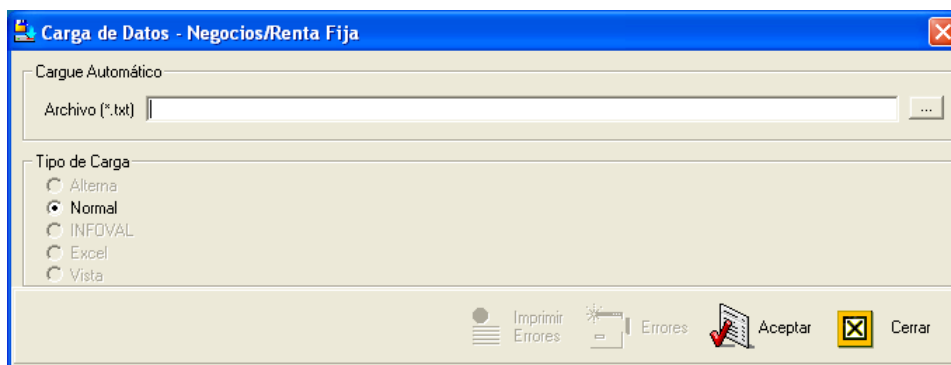 Carga de Datos - Negocios/Renta Fija
Cargue Automático
Archivo (*.txt)
...
Tipo de Carga
Alterna
Normal
INFOVAL
Excel
Vista
Imprimir
Errores
Errores
Aceptar
Cerrar